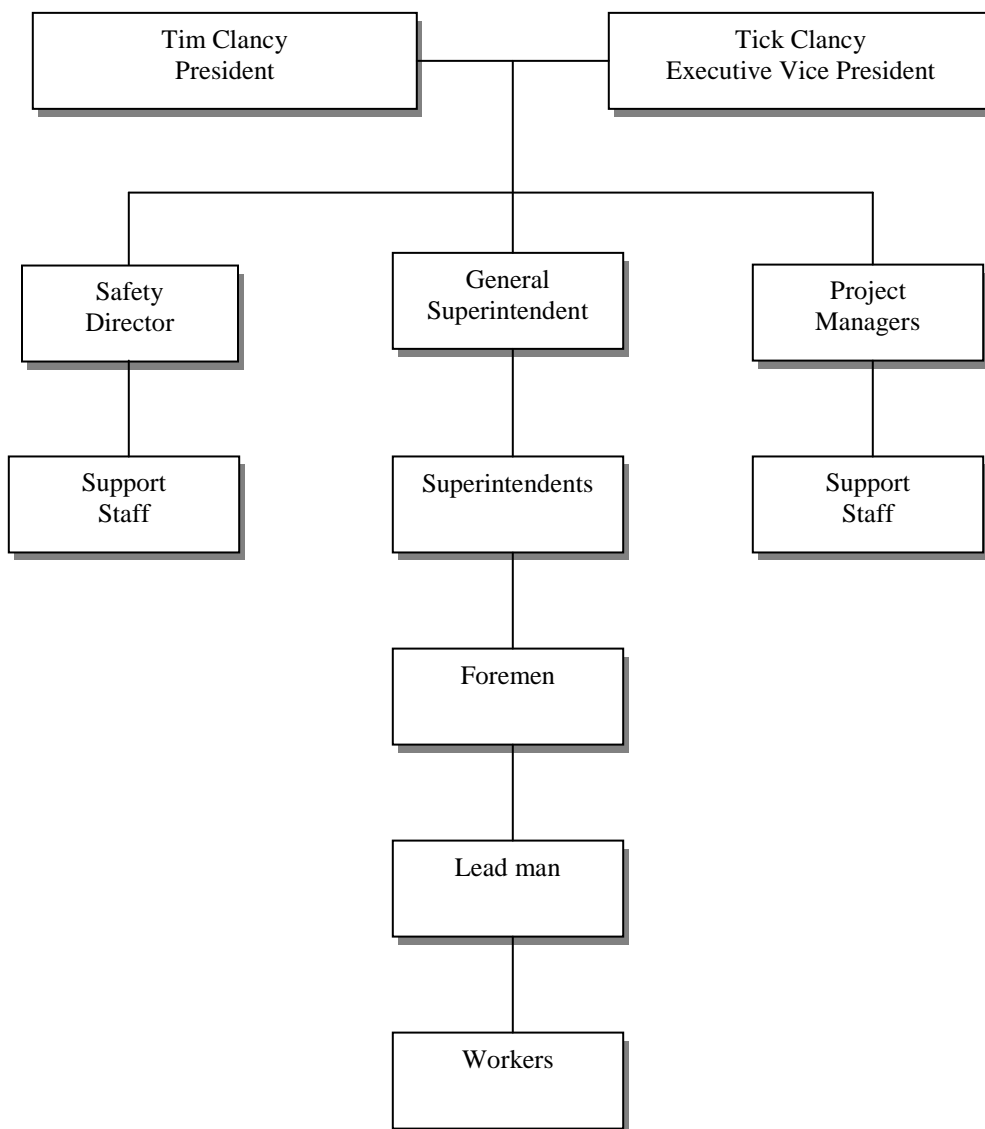 Tim Clancy
President
Tick Clancy
Executive Vice President
Safety
Director
General
Superintendent
Project
Managers
Support
Staff
Superintendents
Support
Staff
Foremen
Lead man
Workers